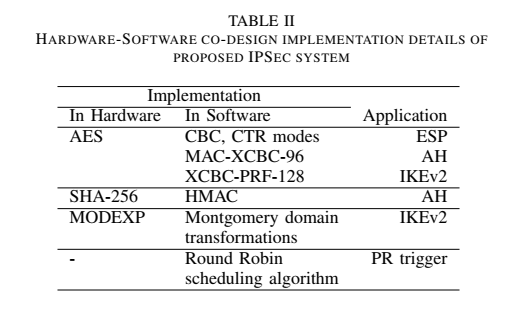 TABLE II
HARDWARE-SOFTWARE CO-DESIGN IMPLEMENTATION DETAILS OF
PROPOSED IPSEC SYSTEM
Implementation
In Hardware In Software Application
AES CBC, CTR modes ESP
MAC-XCBC-96 AH
XCBC-PRF-128 IKEv2
SHA-256 HMAC AH
MODEXP Montgomery domain IKEv2
transformations
- Round Robin PR trigger
scheduling algorithm